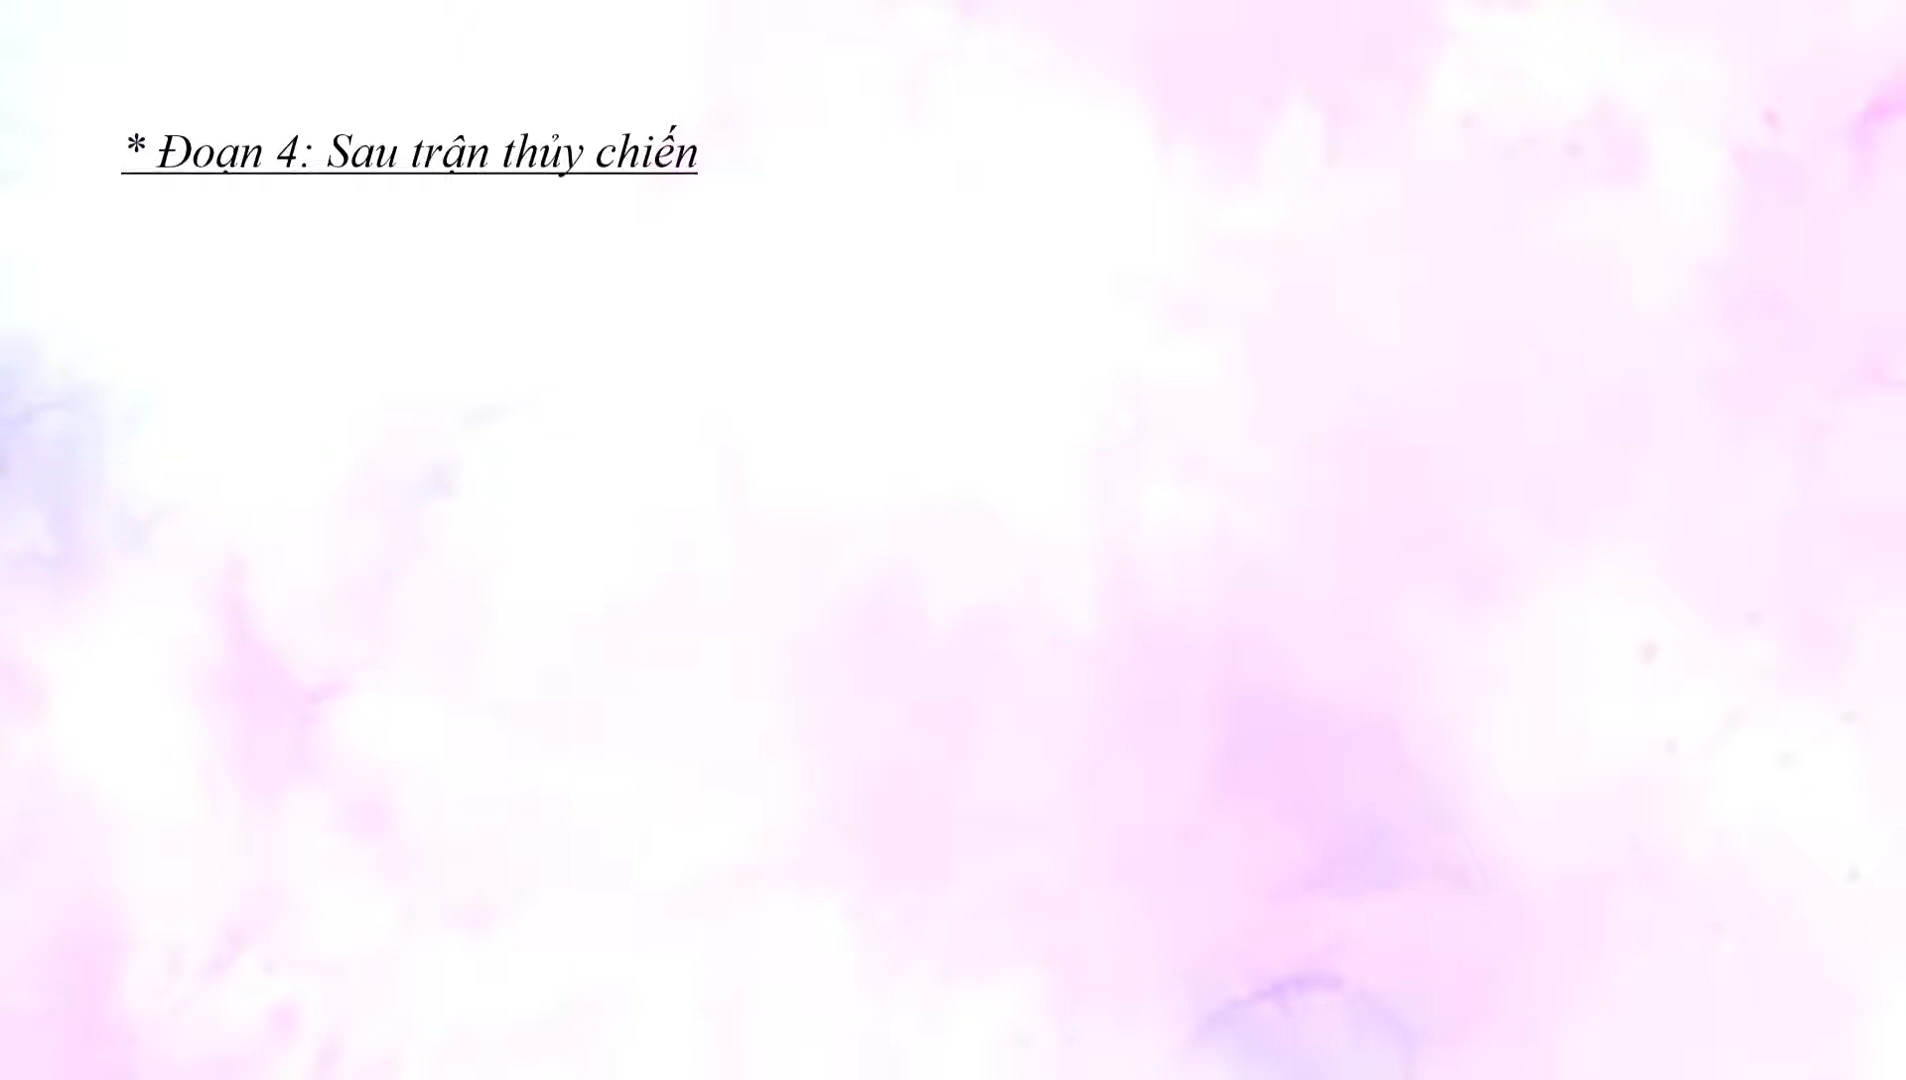 * Đoạn 4: Sau trận thủy chiến